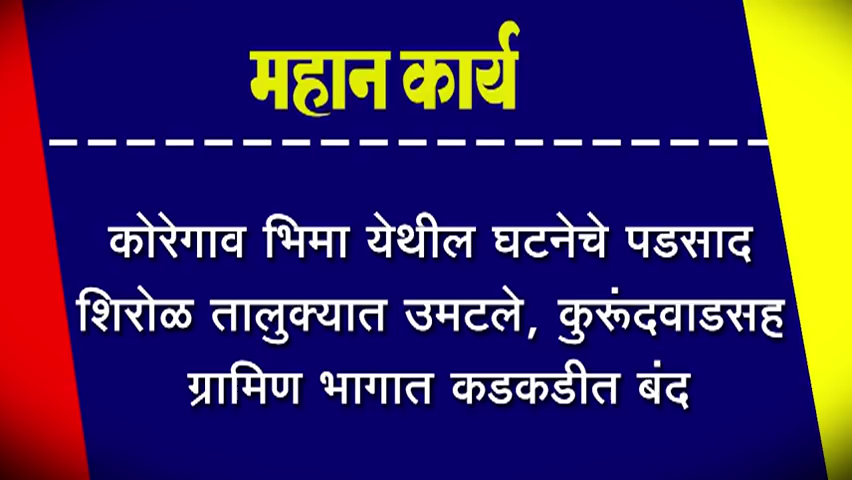 महान कार्य
कोरेगाव भिमा येथील घटनेचे पडसाद
शिरोळ तालुक्यात उमटले, कुरूंदवाडसह
ग्रामिण भागात कडकडीत बंद